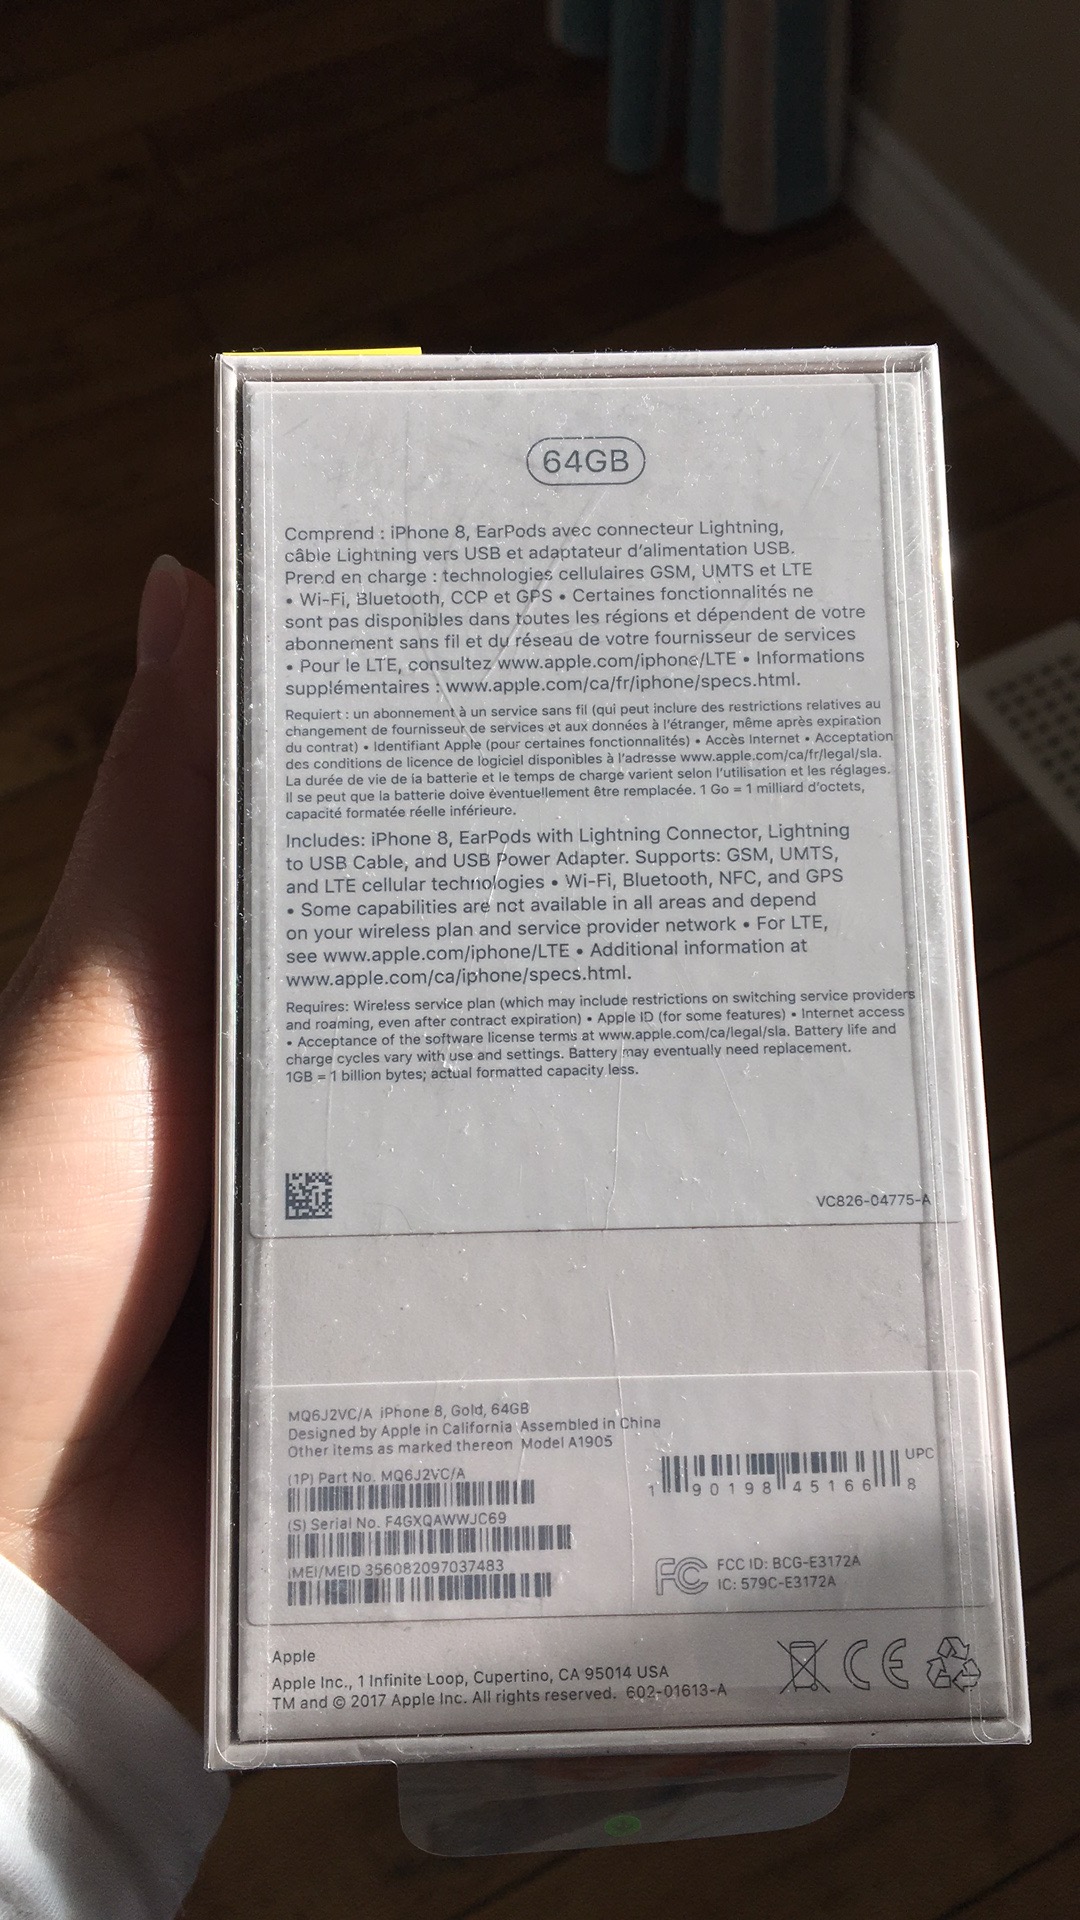 64GB
Comprend : iPhone 8, EarPods avec connecteur Lightning,
câble Lightning vers USB et adaptateur d'alimentation USB.
Prend en charge : technologies cellulaires GSM, UMTS et LTE
• Wi-Fi, Bluetooth, CCP et GPS • Certaines fonctionnalités ne
sont pas disponibles dans toutes les régions et dépendent de votre
abonnement sans fil et du réseau de votre fournisseur de services
• Pour le LTE, consultez www.apple.com/iphone/LTE • Informations
supplémentaires : www.apple.com/ca/fr/iphone/specs.html.
Requiert : un abonnement à un service sans fil (qui peut inclure des restrictions relatives au
changement de fournisseur de services et aux données à l'étranger, même après expiration
du contrat) • Identifiant Apple (pour certaines fonctionnalités) • Accès Internet • Acceptation
des conditions de licence de logiciel disponibles à l'adresse www.apple.com/ca/fr/legal/sla.
La durée de vie de la batterie et le temps de charge varient selon l'utilisation et les réglages.
Il se peut que la batterie doive éventuellement être remplacée. 1 Go = 1 milliard d'octets,
capacité formatée réelle inférieure.
Includes: iPhone 8, EarPods with Lightning Connector, Lightning
to USB Cable, and USB Power Adapter. Supports: GSM, UMTS,
and LTE cellular technologies • Wi-Fi, Bluetooth, NFC, and GPS
• Some capabilities are not available in all areas and depend
on your wireless plan and service provider network • For LTE,
see www.apple.com/iphone/LTE • Additional information at
www.apple.com/ca/iphone/specs.html.
Requires: Wireless service plan (which may include restrictions on switching service providers
and roaming, even after contract expiration) • Apple ID (for some features) • Internet access
• Acceptance of the software license terms at www.apple.com/ca/legal/sla. Battery life and
charge cycles vary with use and settings. Battery may eventually need replacement.
1GB = 1 billion bytes; actual formatted capacity less.
VC826-04775-A
MQ6J2VC/A iPhone 8, Gold, 64GB
Designed by Apple in California Assembled in China
Other items as marked thereon Model A1905
(1P) Part No. MQ6J2VC/A
(S) Serial No. F4GXQAWWJC69
IMEI/MEID 356082097037483
UPC
1 90198 45166 8
FC FCC ID: BCG-E3172A
IC: 579C-E3172A
Apple
Apple Inc., 1 Infinite Loop, Cupertino, CA 95014 USA
TM and © 2017 Apple Inc. All rights reserved. 602-01613-A
CE